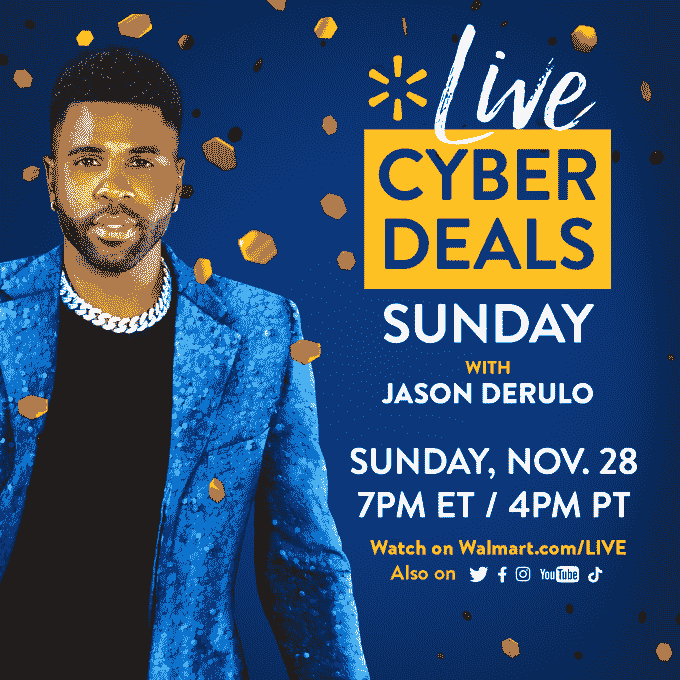 Live
CYBER
DEALS
SUNDAY
WITH
JASON DERULO
SUNDAY, NOV. 28
7PM ET / 4PM PT
Watch on Walmart.com/LIVE
Also on YouTube